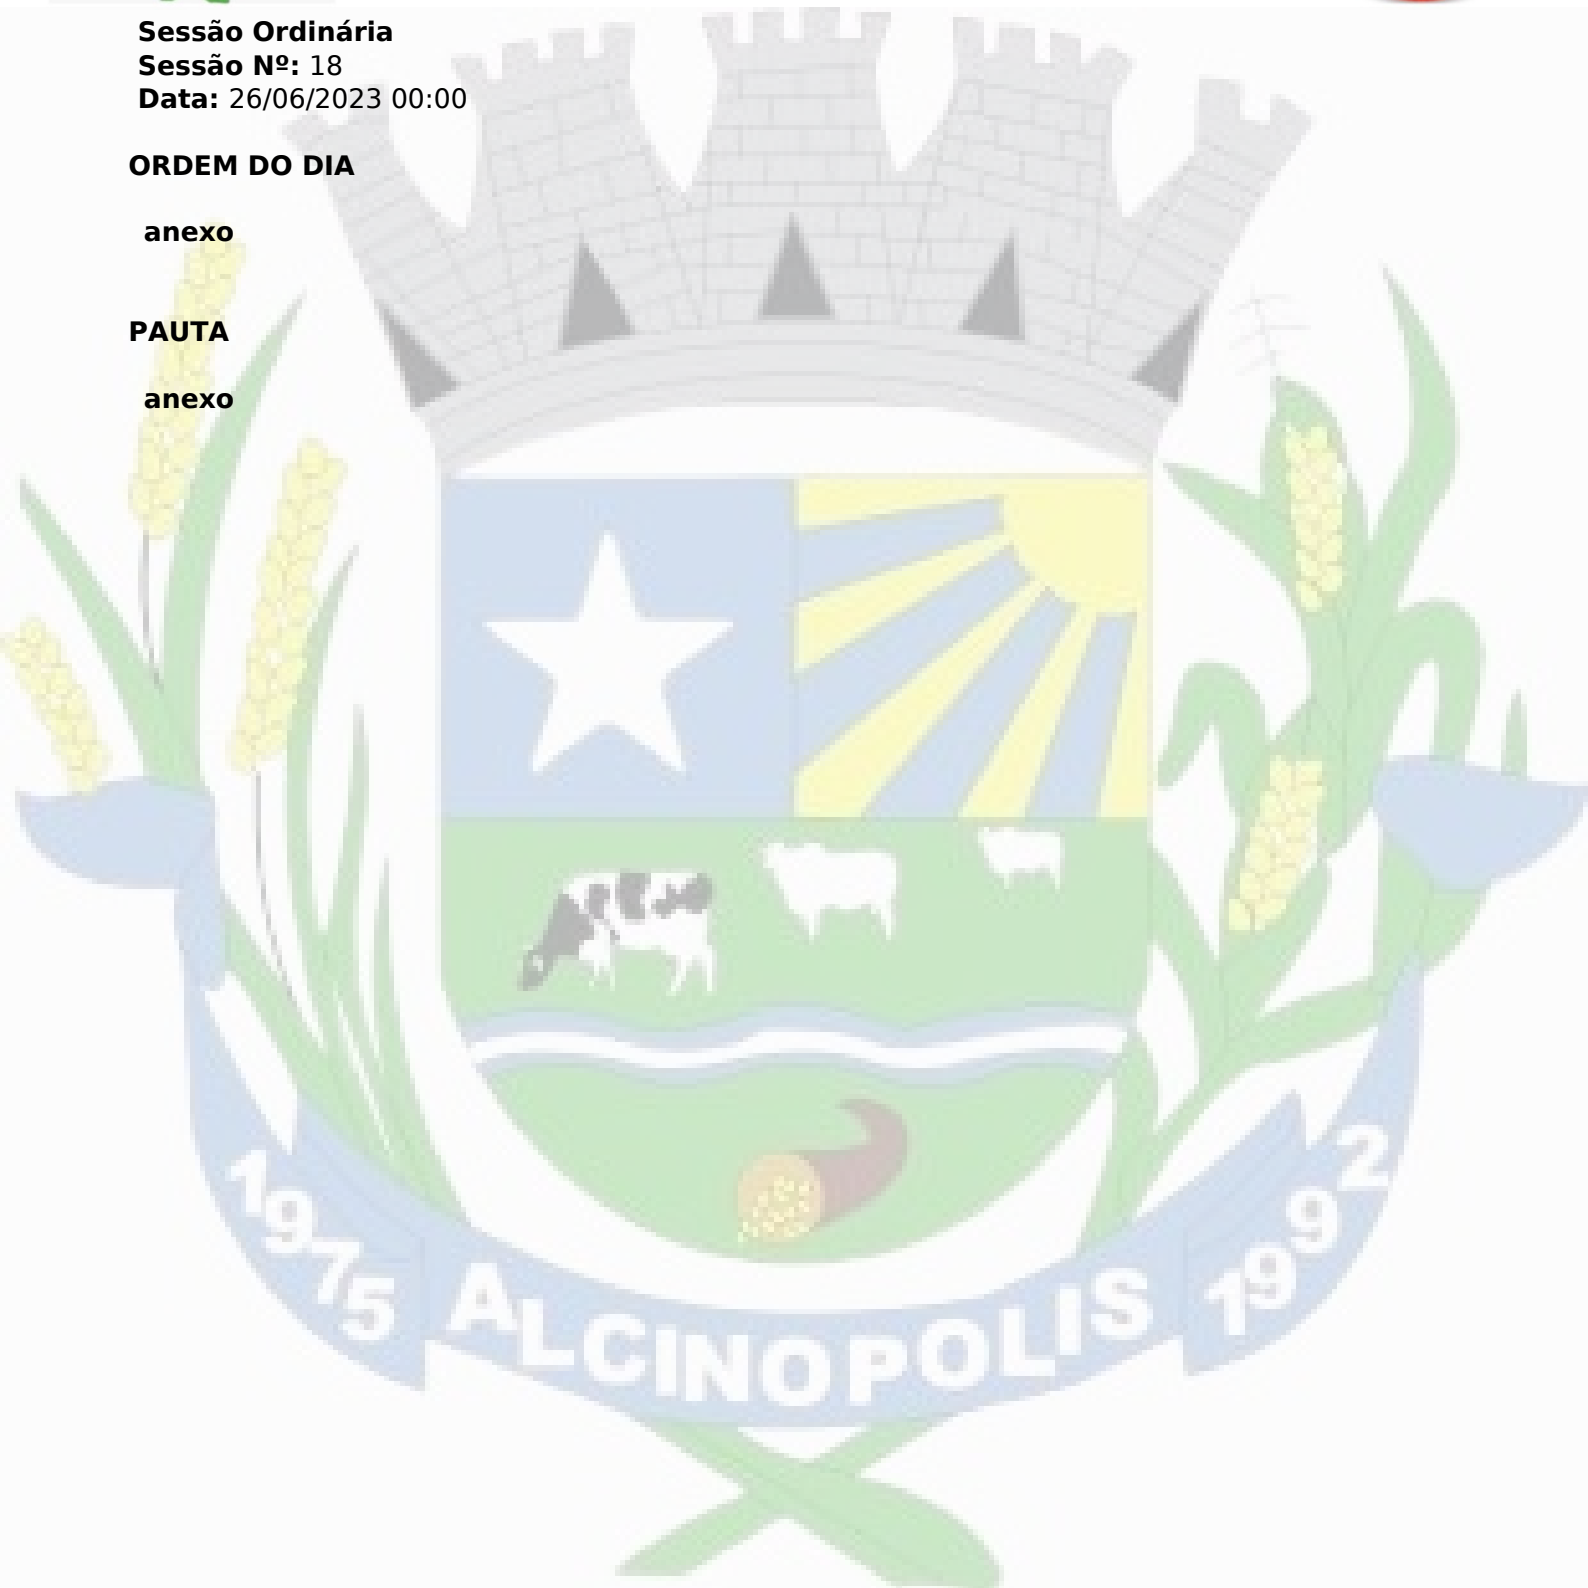 Sessão Ordinária
Sessão Nº: 18
Data: 26/06/2023 00:00
ORDEM DO DIA
anexo
PAUTA
anexo
1975 ALCINOPOLIS 1992